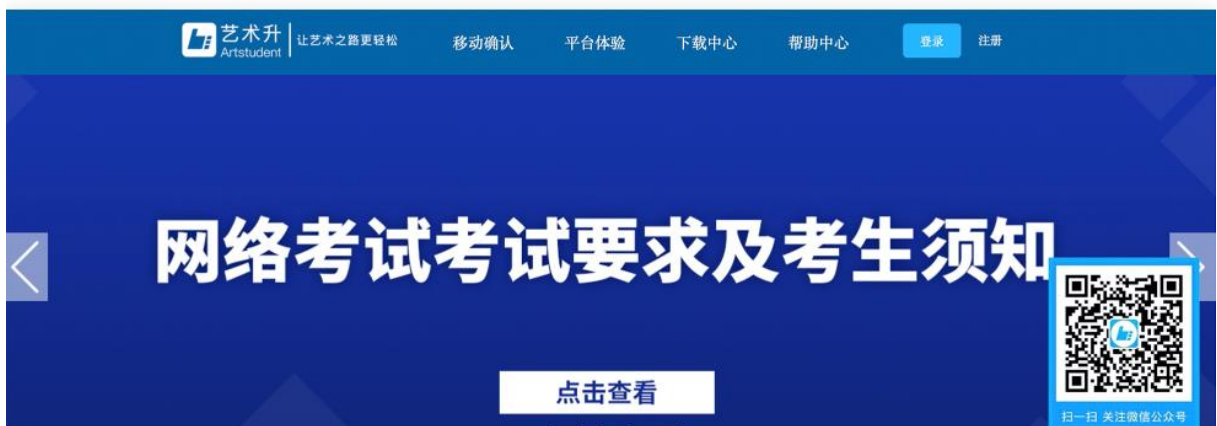 艺术升
Artstudent
让艺术之路更轻松
移动确认
平台体验
下载中心
帮助中心
登录
注册
网络考试考试要求及考生须知
点击查看
扫一扫 关注微信公众号